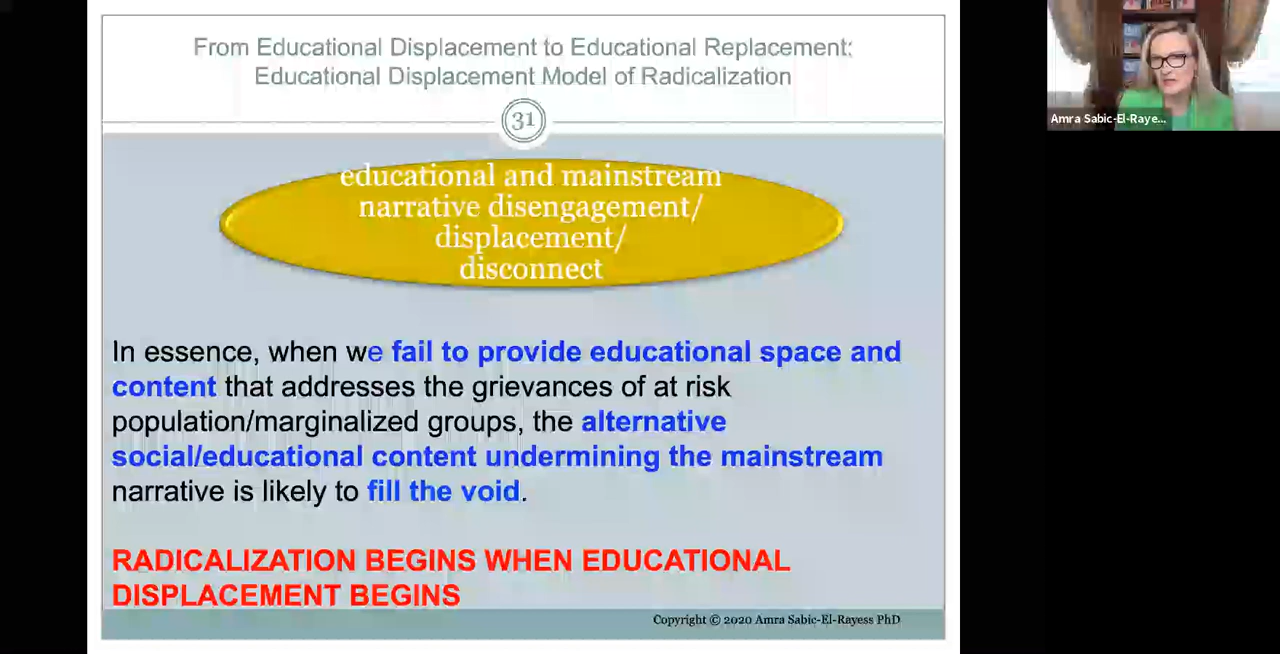 From Educational Displacement to Educational Replacement:
Educational Displacement Model of Radicalization
31
educational and mainstream
narrative disengagement/
displacement/
disconnect
In essence, when we fail to provide educational space and
content that addresses the grievances of at risk
population/marginalized groups, the alternative
social/educational content undermining the mainstream
narrative is likely to fill the void.
RADICALIZATION BEGINS WHEN EDUCATIONAL
DISPLACEMENT BEGINS
Copyright © 2020 Amra Sabic-El-Rayess PhD
Amra Sabic-El-Raye...